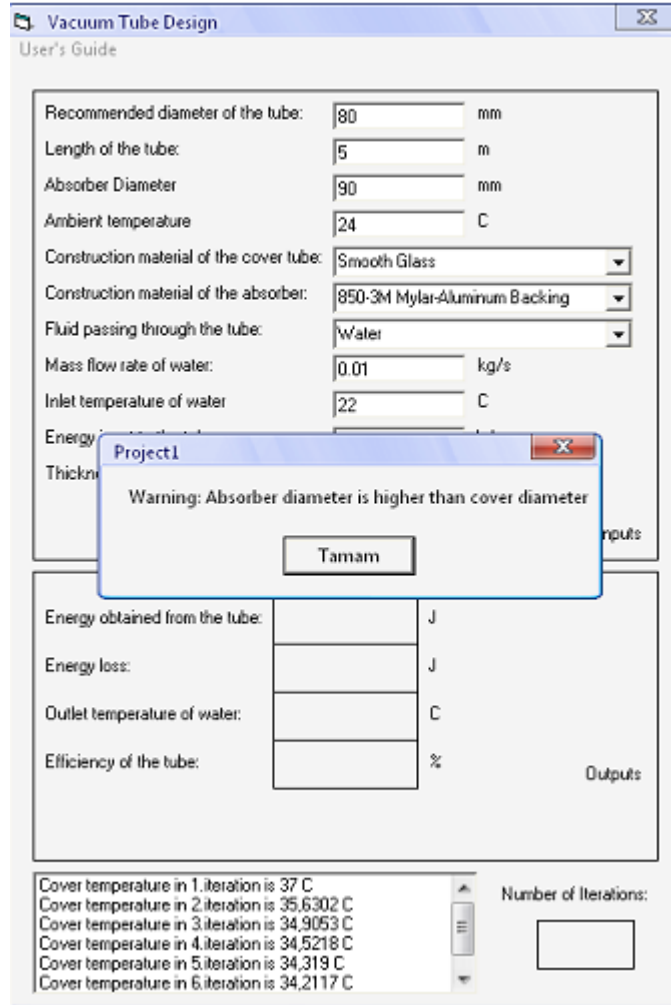 Vacuum Tube Design
User's Guide
Recommended diameter of the tube: 80 mm
Length of the tube: 5 m
Absorber Diameter 90 mm
Ambient temperature 24 C
Construction material of the cover tube: Smooth Glass
Construction material of the absorber: 850-3M Mylar-Aluminum Backing
Fluid passing through the tube: Water
Mass flow rate of water: 0.01 kg/s
Inlet temperature of water 22 C
Energy
Project1
Warning: Absorber diameter is higher than cover diameter
Tamam
Energy obtained from the tube: J
Energy loss: J
Outlet temperature of water: C
Efficiency of the tube: %
Outputs
Cover temperature in 1.iteration is 37 C
Cover temperature in 2.iteration is 35,6302 C
Cover temperature in 3.iteration is 34,9053 C
Cover temperature in 4.iteration is 34,5218 C
Cover temperature in 5.iteration is 34,319 C
Cover temperature in 6.iteration is 34,2117 C
Number of Iterations: